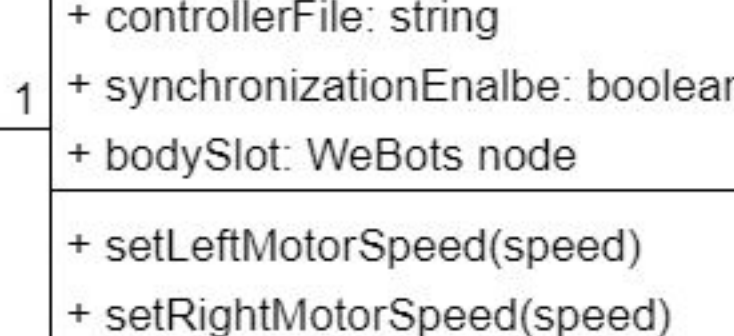 + controllerFile: string
+ synchronizationEnalbe: boolean
1
+ bodySlot: WeBots node
+ setLeftMotorSpeed(speed)
+ setRightMotorSpeed(speed)